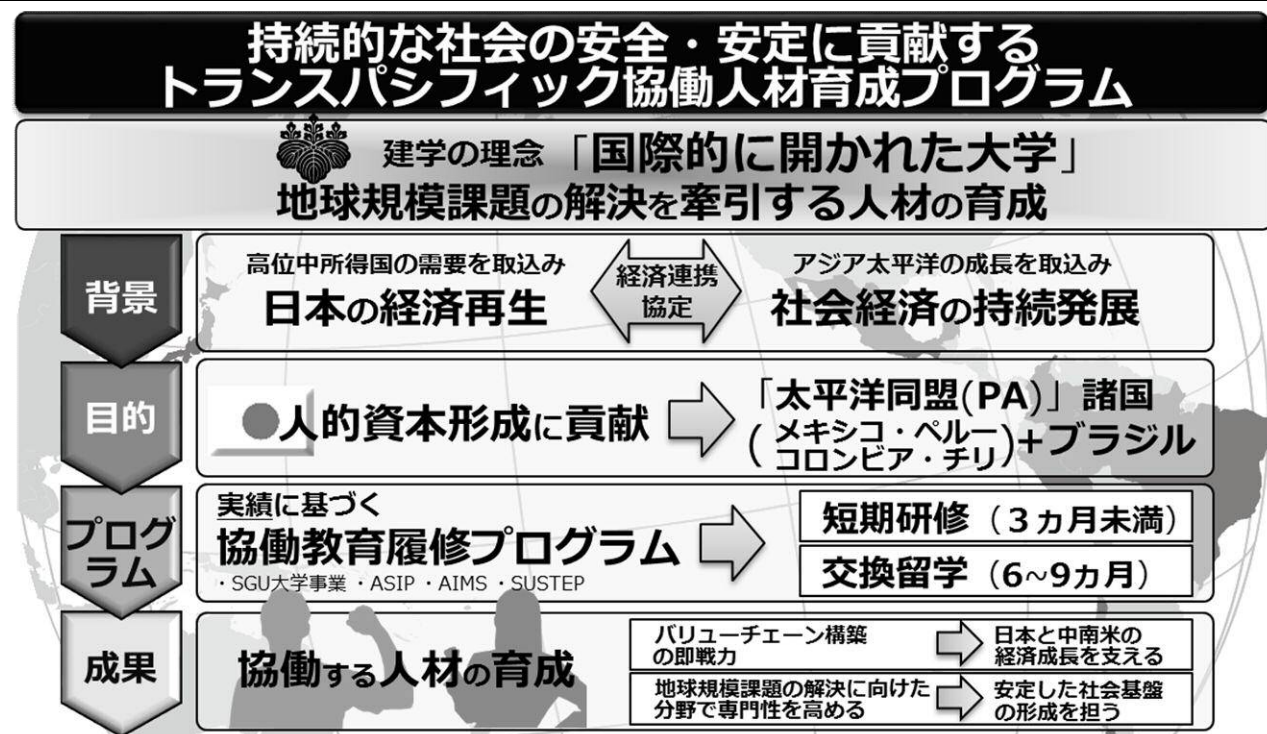 持続的な社会の安全・安定に貢献する
トランスパシフィック協働人材育成プログラム
建学の理念「国際的に開かれた大学」
地球規模課題の解決を牽引する人材の育成
背景
高位中所得国の需要を取込み
日本の経済再生
経済連携
協定
アジア太平洋の成長を取込み
社会経済の持続発展
目的
人的資本形成に貢献
「太平洋同盟(PA)」諸国
(メキシコ・ペルー
コロンビア・チリ)+ブラジル
プログ
ラム
実績に基づく
協働教育履修プログラム
・SGU大学事業 ・ASIP ・AIMS ・SUSTEP
短期研修（３ヵ月未満）
交換留学（6~9ヵ月）
成果
協働する人材の育成
バリューチェーン構築
の即戦力
日本と中南米の
経済成長を支える
地球規模課題の解決に向けた
分野で専門性を高める
安定した社会基盤
の形成を担う